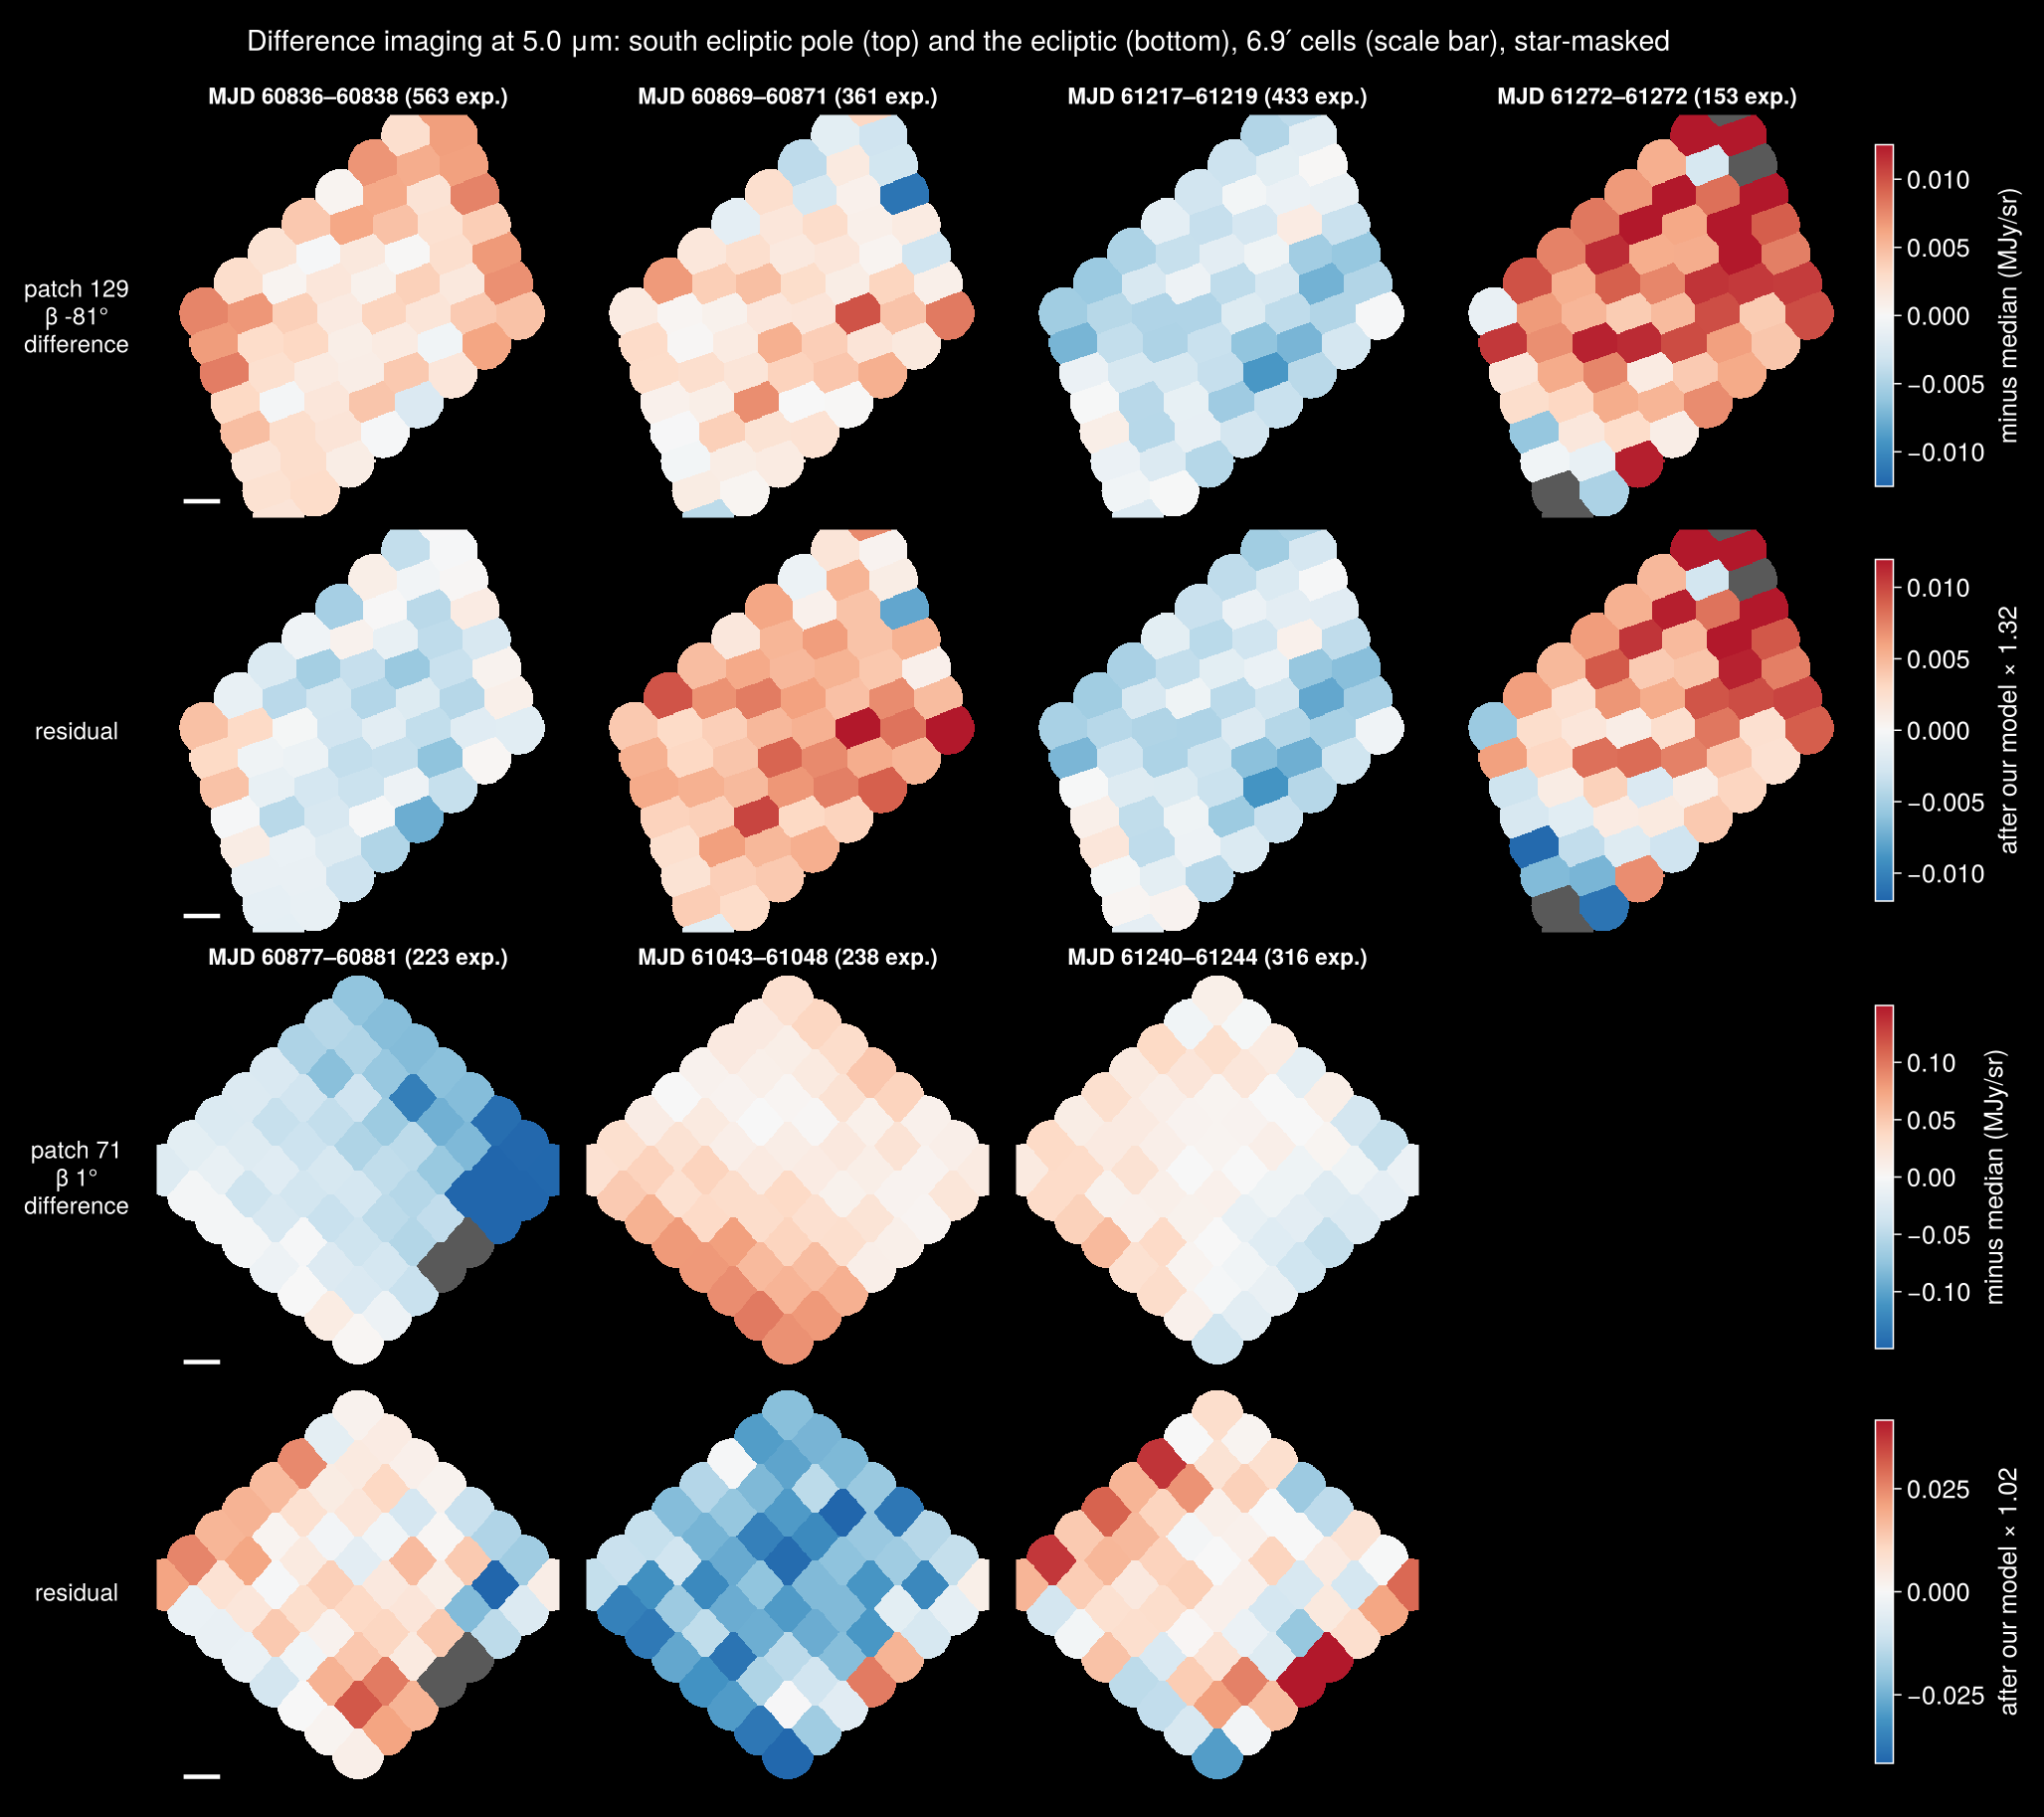 Difference imaging at 5.0 µm: south ecliptic pole (top) and the ecliptic (bottom), 6.9′ cells (scale bar), star-masked
MJD 60836–60838 (563 exp.)
MJD 60869–60871 (361 exp.)
MJD 61217–61219 (433 exp.)
MJD 61272–61272 (153 exp.)
patch 129
β -81°
difference
0.010
0.005
0.000
−0.005
−0.010
minus median (MJy/sr)
residual
0.010
0.005
0.000
−0.005
−0.010
after our model × 1.32
MJD 60877–60881 (223 exp.)
MJD 61043–61048 (238 exp.)
MJD 61240–61244 (316 exp.)
patch 71
β 1°
difference
0.10
0.05
0.00
−0.05
−0.10
minus median (MJy/sr)
residual
0.025
0.000
−0.025
after our model × 1.02